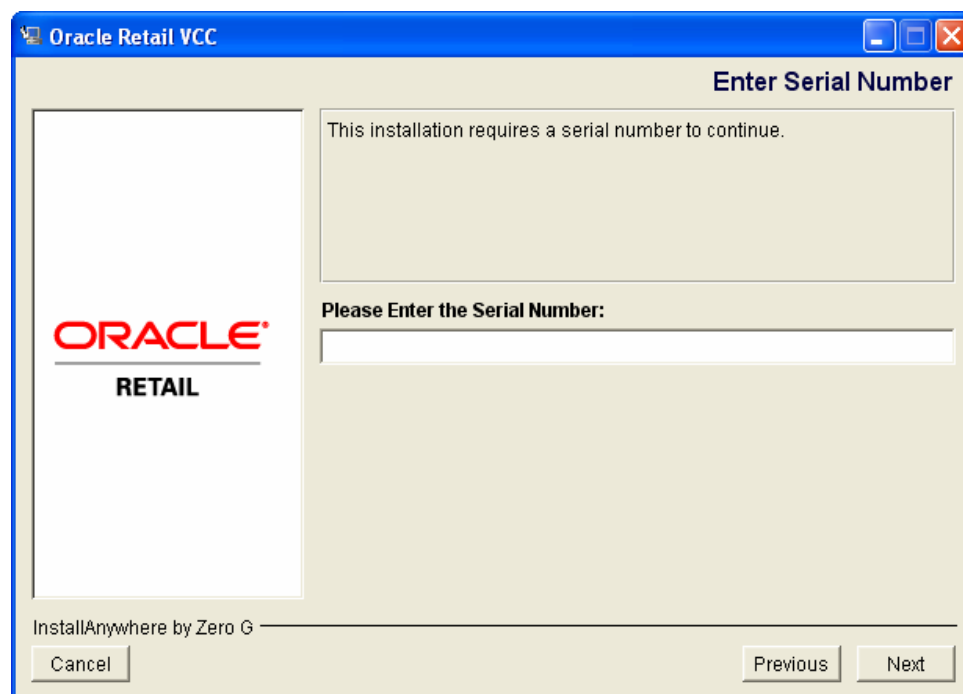 Oracle Retail VCC
Enter Serial Number
This installation requires a serial number to continue.
Please Enter the Serial Number:
ORACLE®
RETAIL
InstallAnywhere by Zero G
Cancel
Previous
Next